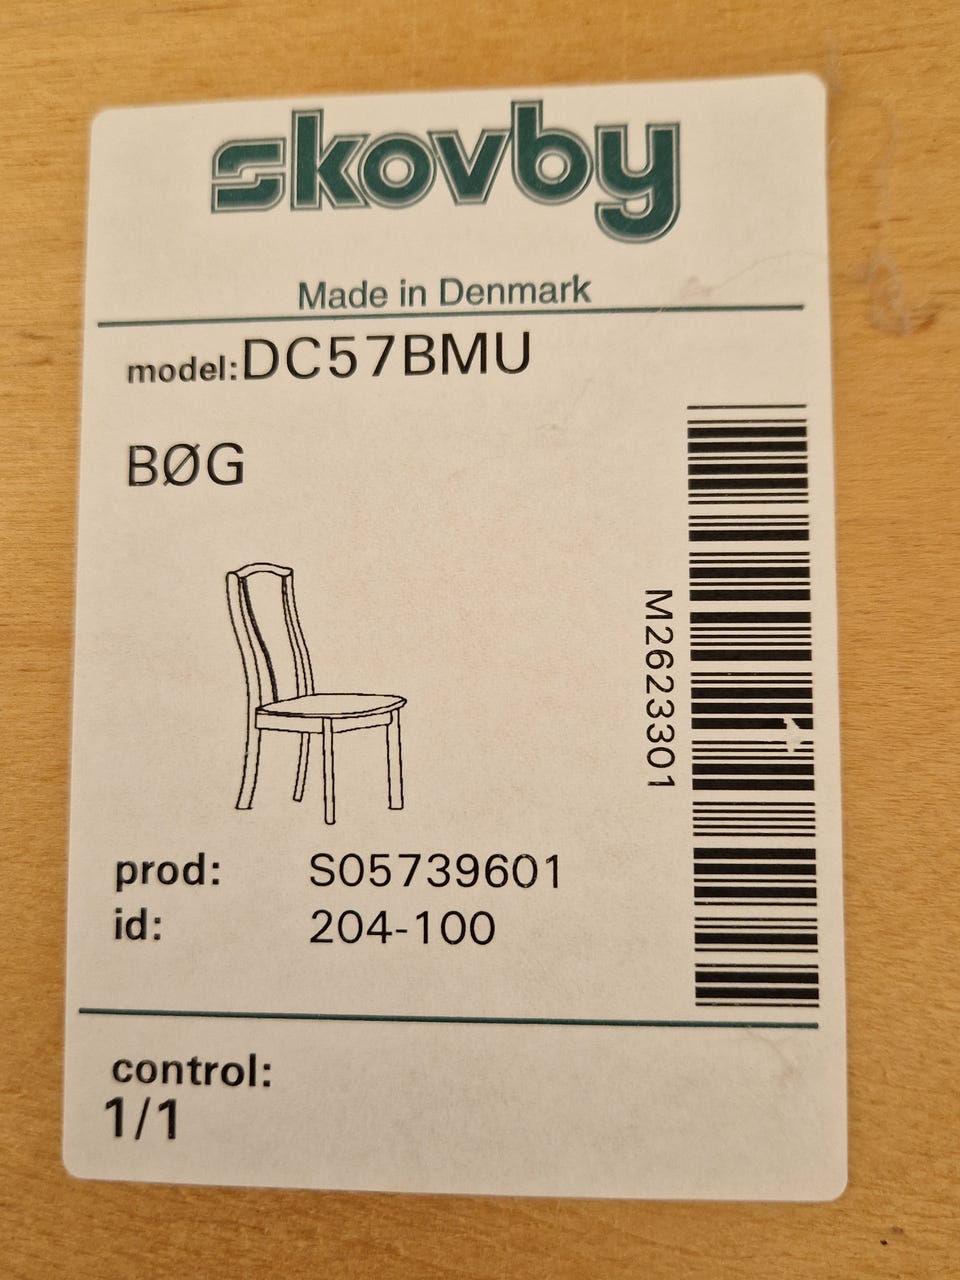 skovby
Made in Denmark
model:DC57BMU
BØG
M2623301
prod: S05739601
id: 204-100
control:
1/1